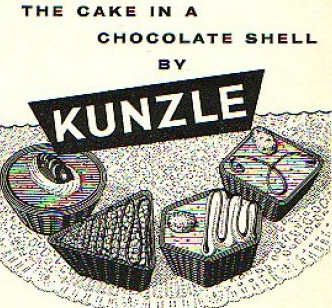 THE CAKE IN A
CHOCOLATE SHELL
BY
KUNZLE